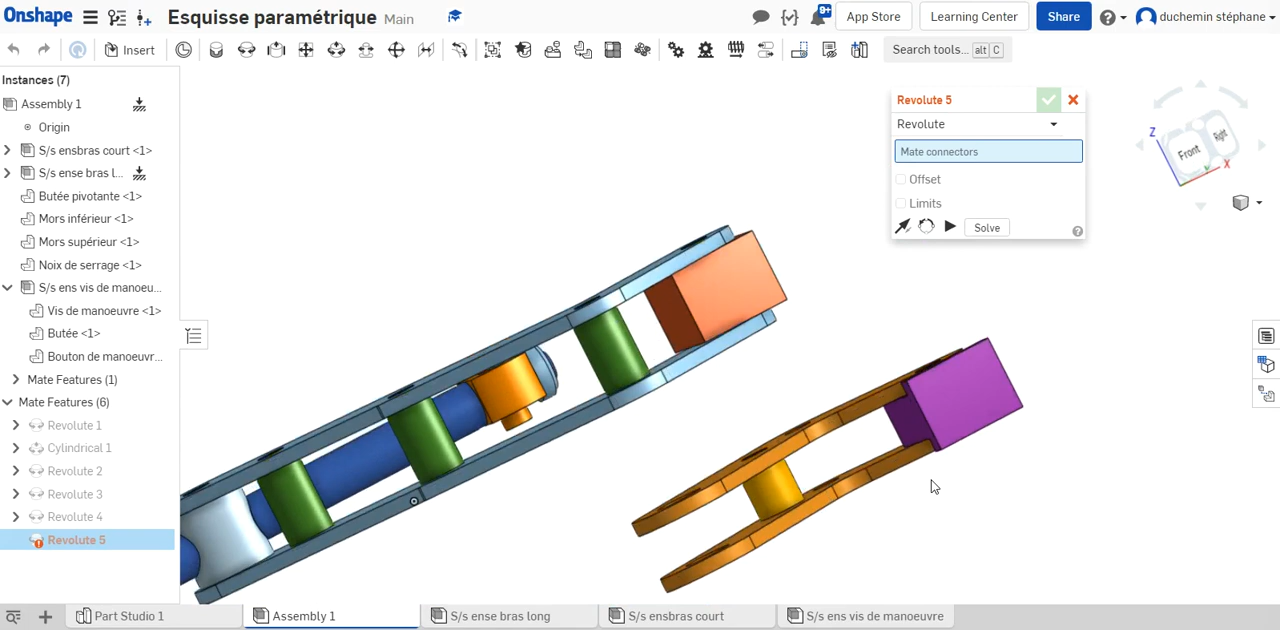 Onshape Esquisse paramétrique Main 9+ App Store Learning Center Share duchemin stéphane
Insert Search tools... alt C
Instances (7)
Assembly 1
Origin
S/s ensbras court <1>
S/s ense bras l...
Butée pivotante <1>
Mors inférieur <1>
Mors supérieur <1>
Noix de serrage <1>
S/s ens vis de manoeu...
Vis de manoeuvre <1>
Butée <1>
Bouton de manoeuvr...
Mate Features (1)
Mate Features (6)
Revolute 1
Cylindrical 1
Revolute 2
Revolute 3
Revolute 4
Revolute 5
Revolute 5
Revolute
Mate connectors
Offset
Limits
Solve
Z
Front
Right
X
Part Studio 1 Assembly 1 S/s ense bras long S/s ensbras court S/s ens vis de manoeuvre